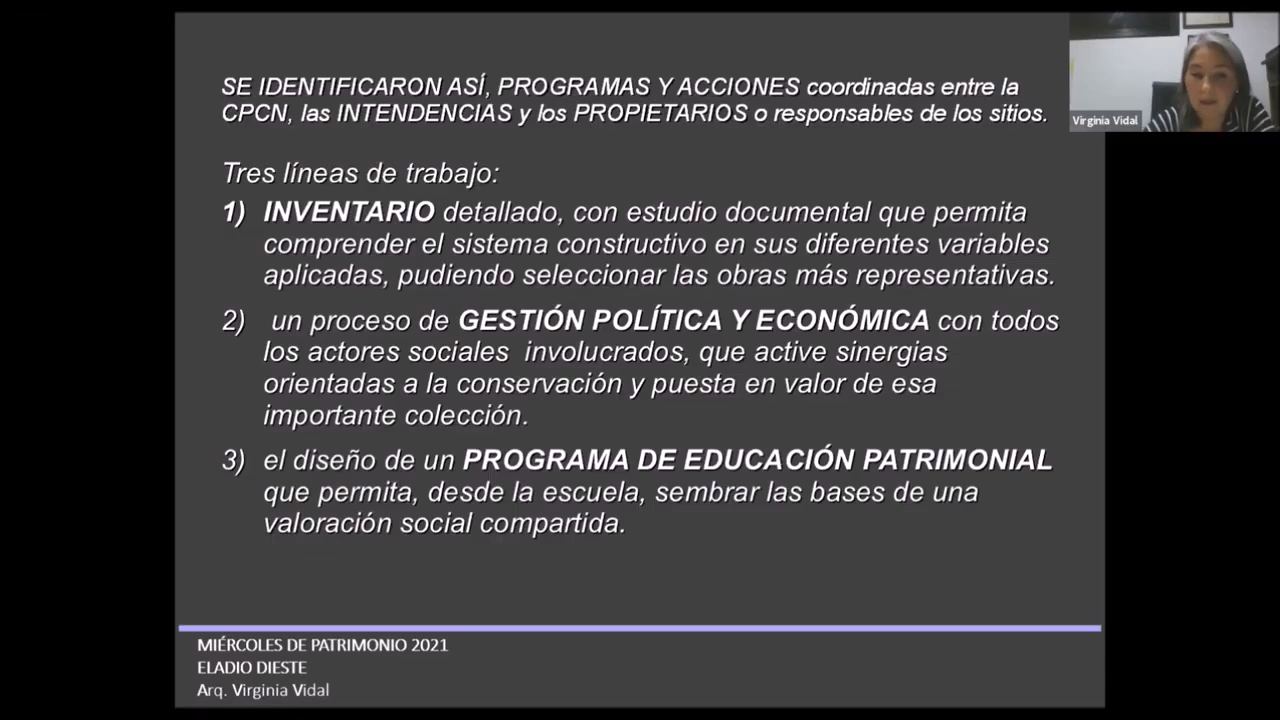 SE IDENTIFICARON ASÍ, PROGRAMAS Y ACCIONES coordinadas entre la
CPCN, las INTENDENCIAS y los PROPIETARIOS o responsables de los sitios.
Virginia Vidal
Tres líneas de trabajo:
1) INVENTARIO detallado, con estudio documental que permita
comprender el sistema constructivo en sus diferentes variables
aplicadas, pudiendo seleccionar las obras más representativas.
2) un proceso de GESTIÓN POLÍTICA Y ECONÓMICA con todos
los actores sociales involucrados, que active sinergias
orientadas a la conservación y puesta en valor de esa
importante colección.
3) el diseño de un PROGRAMA DE EDUCACIÓN PATRIMONIAL
que permita, desde la escuela, sembrar las bases de una
valoración social compartida.
MIÉRCOLES DE PATRIMONIO 2021
ELADIO DIESTE
Arq. Virginia Vidal